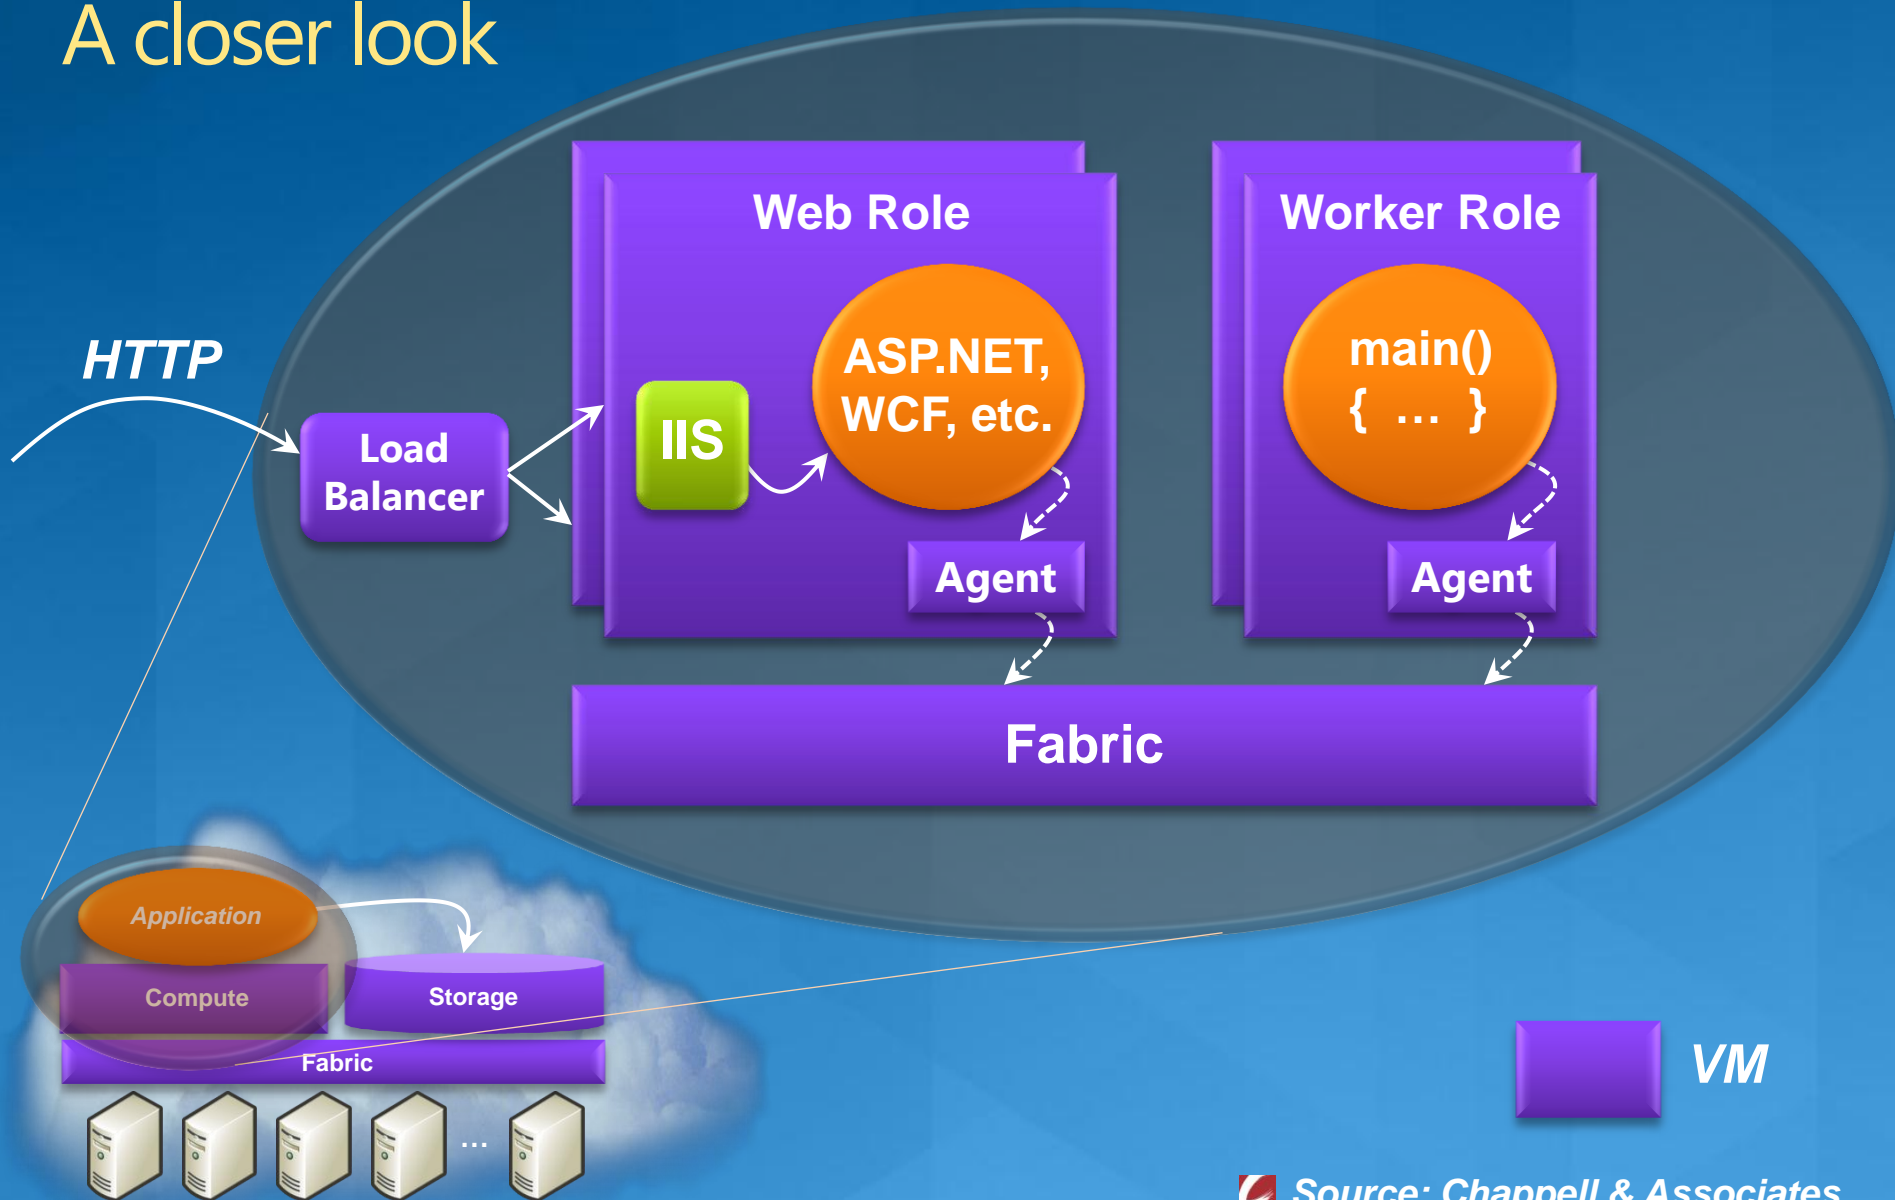 A closer look
Web Role
Worker Role
HTTP
Load
Balancer
IIS
ASP.NET,
WCF, etc.
main()
{ … }
Agent
Agent
Fabric
Application
Compute
Storage
Fabric
...
VM
Source: Chappell & Associates